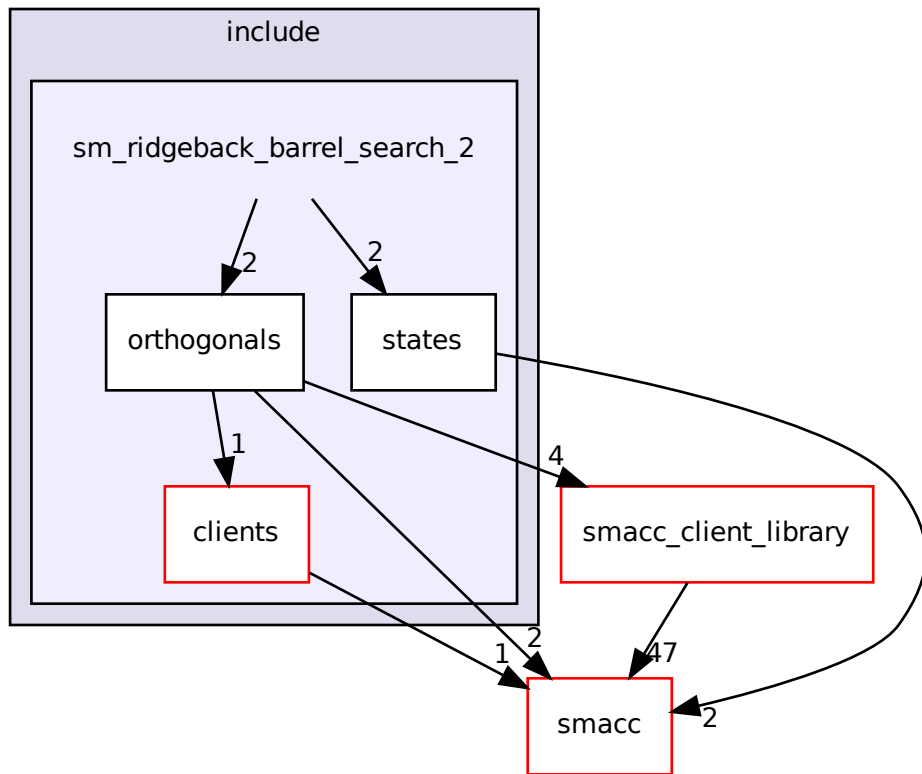 include
sm_ridgeback_barrel_search_2
2
2
orthogonals
states
1
4
clients
smacc_client_library
1
2
47
2
smacc